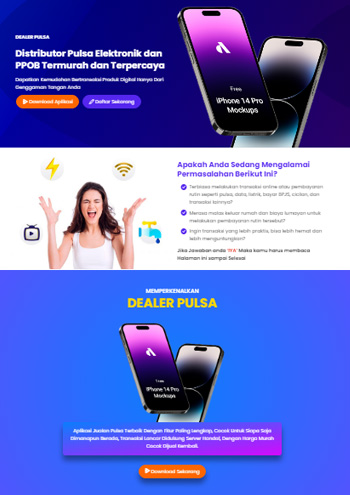 DEALER PULSA
Distributor Pulsa Elektronik dan
PPOB Termurah dan Terpercaya
Dapatkan Kemudahan Bertransaksi Produk Digital Hanya Dari
Genggaman Tangan Anda
Download Aplikasi
Daftar Sekarang
Free
iPhone 14 Pro
Mockups
Apakah Anda Sedang Mengalami
Permasalahan Berikut Ini?
Terbiasa melakukan transaksi online atau pembayaran
rutin seperti pulsa, data, listrik, bayar BPJS, cicilan, dan
transaksi lainnya?
Merasa malas keluar rumah dan biaya lumayan untuk
melakukan pembayaran rutin tersebut?
Ingin transaksi yang lebih praktis, bisa lebih hemat dan
lebih menguntungkan?
Jika Jawaban anda "IYA" Maka kamu harus membaca
Halaman ini sampai Selesai
MEMPERKENALKAN
DEALER PULSA
Free
iPhone 14 Pro
Mockups
Aplikasi Jualan Pulsa Terbaik Dengan Fitur Paling Lengkap, Cocok Untuk Siapa Saja
Dimanapun Berada, Transaksi Lancar Didukung Server Handal, Dengan Harga Murah
Cocok Dijual Kembali.
Download Sekarang